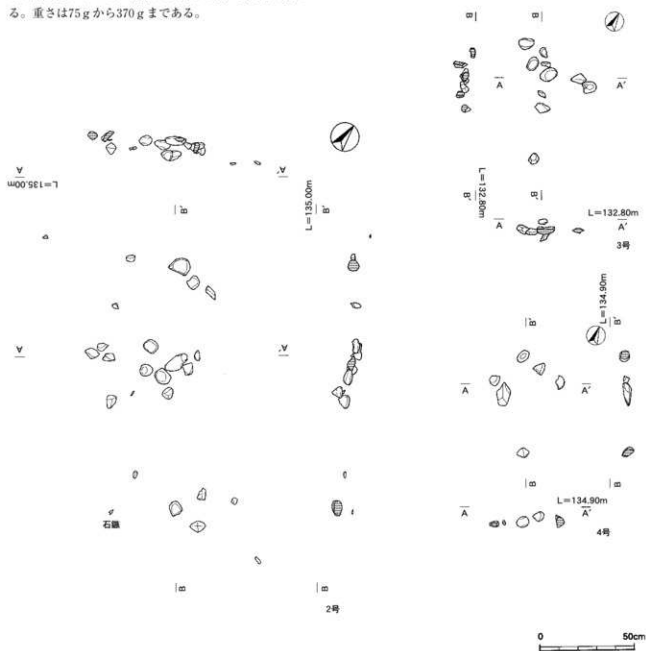 る。重さは75gから370gまである。
B B'
A A'
L=135.00m
A A'
B' B'
L=135.00m
A A'
石鏃
B B
2号
B B
A A'
L=132.80m
B' B'
A A'
L=132.80m
3号
L=134.90m
B' B'
A A'
B B
L=134.90m
A A'
4号
0 50cm